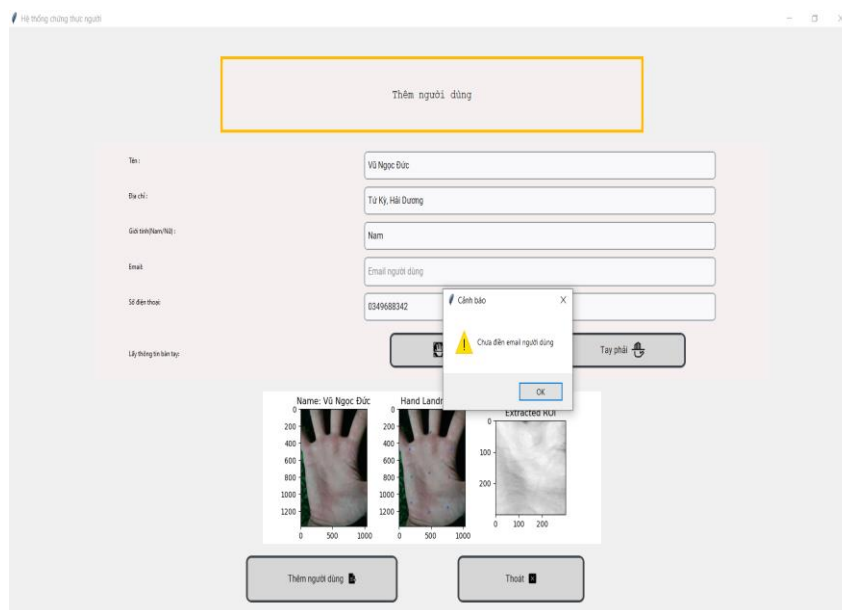 Hệ thống chứng thực người
Thêm người dùng
Tên :
Vũ Ngọc Đức
Địa chỉ :
Tứ Kỳ, Hải Dương
Giới tính(Nam/Nữ) :
Nam
Email:
Email người dùng
Số điện thoại:
0349688342
Cảnh báo
Chưa điền email người dùng
OK
Lấy thông tin bàn tay:
Tay phải
Name: Vũ Ngọc Đức
Hand Landr
Extracted ROI
0
200
400
600
800
1000
1200
0 500 1000
0
200
400
600
800
1000
1200
0 500 1000
0
100
200
0 100 200
Thêm người dùng
Thoát